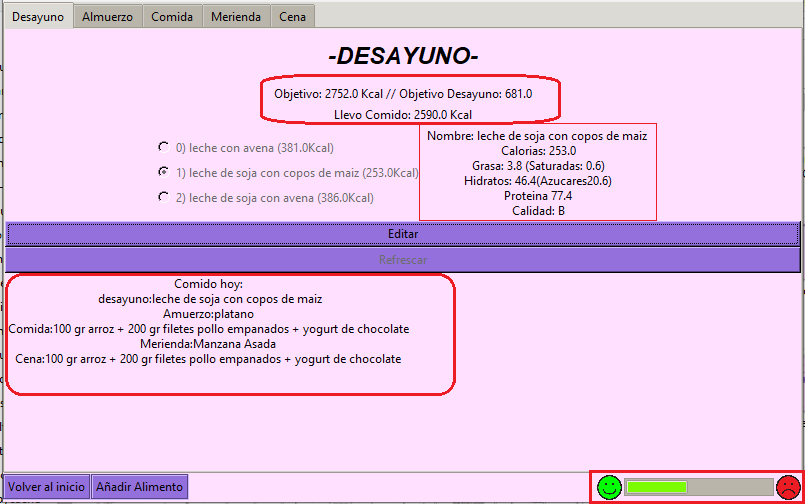 Desayuno Almuerzo Comida Merienda Cena
-DESAYUNO-
Objetivo: 2752.0 Kcal // Objetivo Desayuno: 681.0
Llevo Comido: 2590.0 Kcal
0) leche con avena (381.0Kcal)
1) leche de soja con copos de maiz (253.0Kcal)
2) leche de soja con avena (386.0Kcal)
Nombre: leche de soja con copos de maiz
Calorias: 253.0
Grasa: 3.8 (Saturadas: 0.6)
Hidratos: 46.4(Azucares20.6)
Proteina 77.4
Calidad: B
Editar
Refrescar
Comido hoy:
desayuno:leche de soja con copos de maiz
Amuerzo:platano
Comida:100 gr arroz + 200 gr filetes pollo empanados + yogurt de chocolate
Merienda:Manzana Asada
Cena:100 gr arroz + 200 gr filetes pollo empanados + yogurt de chocolate
Volver al inicio Añadir Alimento